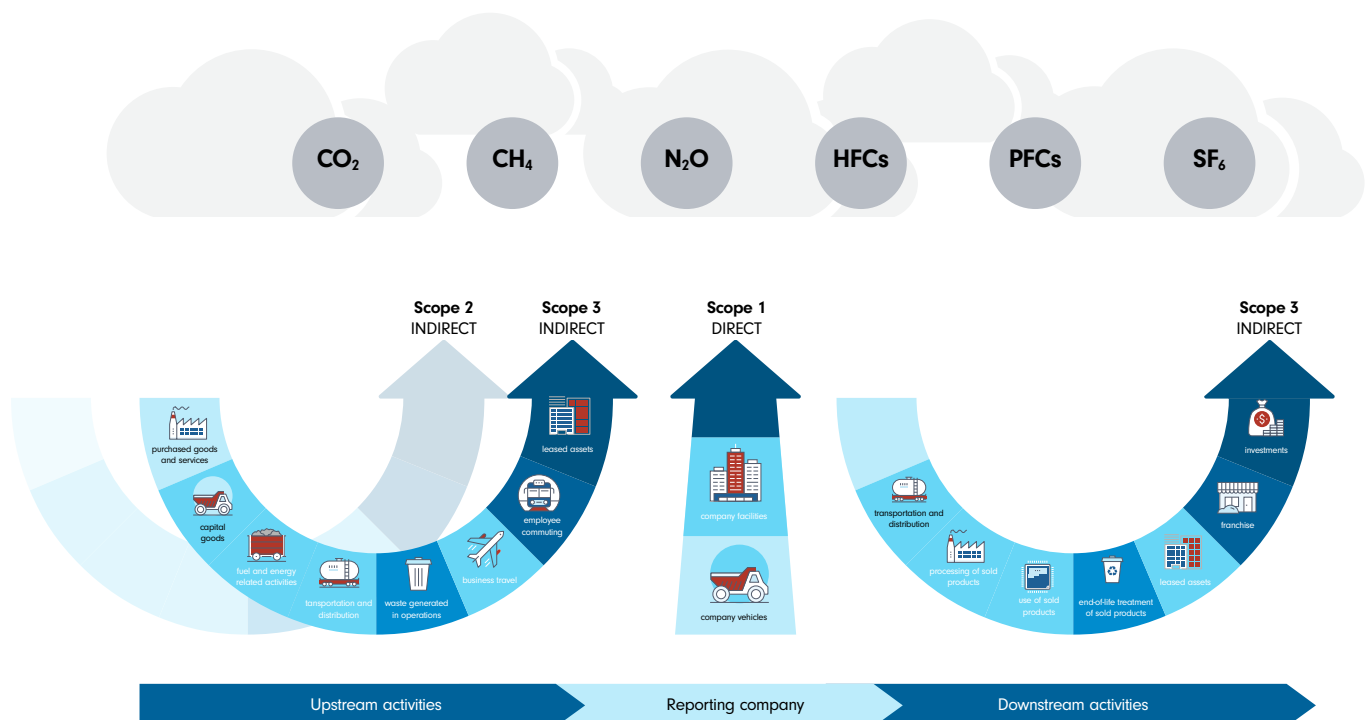 CO₂
CH₄
N₂O
HFCs
PFCs
SF₆
Scope 2
INDIRECT
Scope 3
INDIRECT
Scope 1
DIRECT
Scope 3
INDIRECT
purchased goods
and services
capital
goods
fuel and energy
related activities
tansportation and
distribution
waste generated
in operations
business travel
employee
commuting
leased assets
company facilities
company vehicles
transportation and
distribution
processing of sold
products
use of sold
products
end-of-life treatment
of sold products
leased assets
franchise
investments
$
Upstream activities
Reporting company
Downstream activities